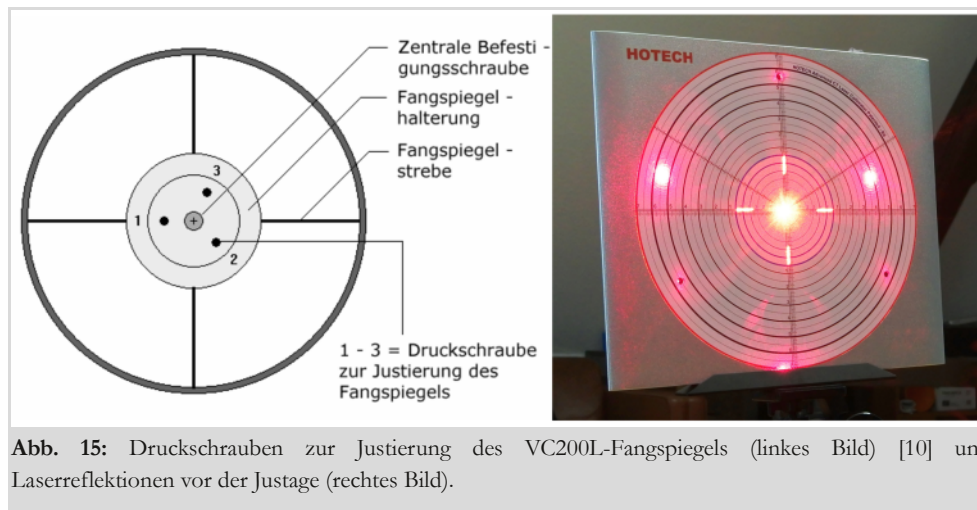 Zentrale Befesti -
gungsschraube
Fangspiegel -
halterung
Fangspiegel -
strebe
3
1
2
1 - 3 = Druckschraube
zur Justierung des
Fangspiegels
HOTECH
Abb. 15: Druckschrauben zur Justierung des VC200L-Fangspiegels (linkes Bild) [10] un
Laserreflektionen vor der Justage (rechtes Bild).